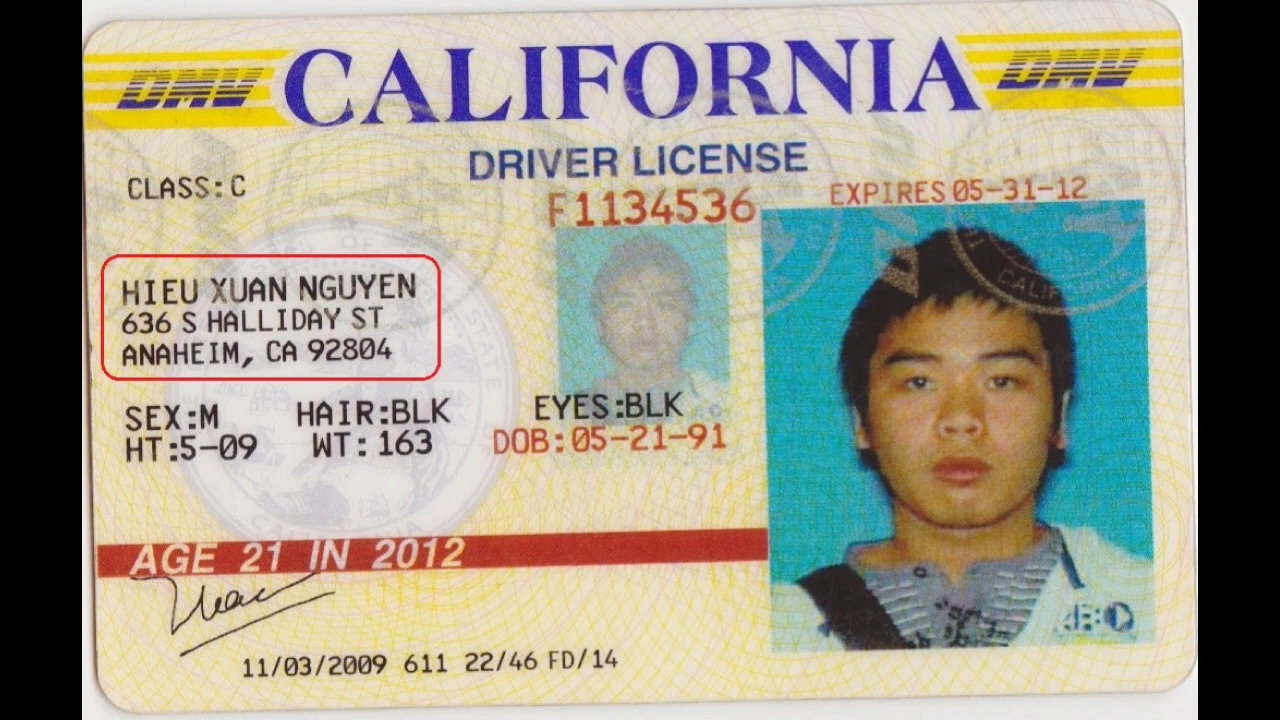 DMV CALIFORNIA DMV
DRIVER LICENSE
CLASS:C
F1134536
EXPIRES 05-31-12
HIEU XUAN NGUYEN
636 S HALLIDAY ST
ANAHEIM, CA 92804
SEX:M HAIR:BLK EYES:BLK
HT:5-09 WT:163 DOB:05-21-91
AGE 21 IN 2012
11/03/2009 611 22/46 FD/14